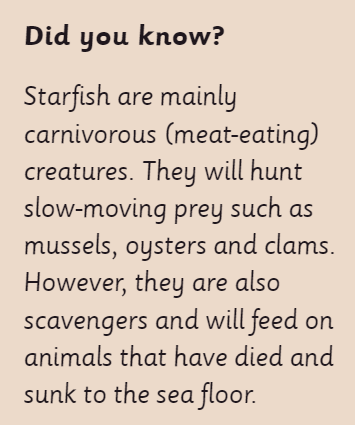 Did you know?
Starfish are mainly
carnivorous (meat-eating)
creatures. They will hunt
slow-moving prey such as
mussels, oysters and clams.
However, they are also
scavengers and will feed on
animals that have died and
sunk to the sea floor.